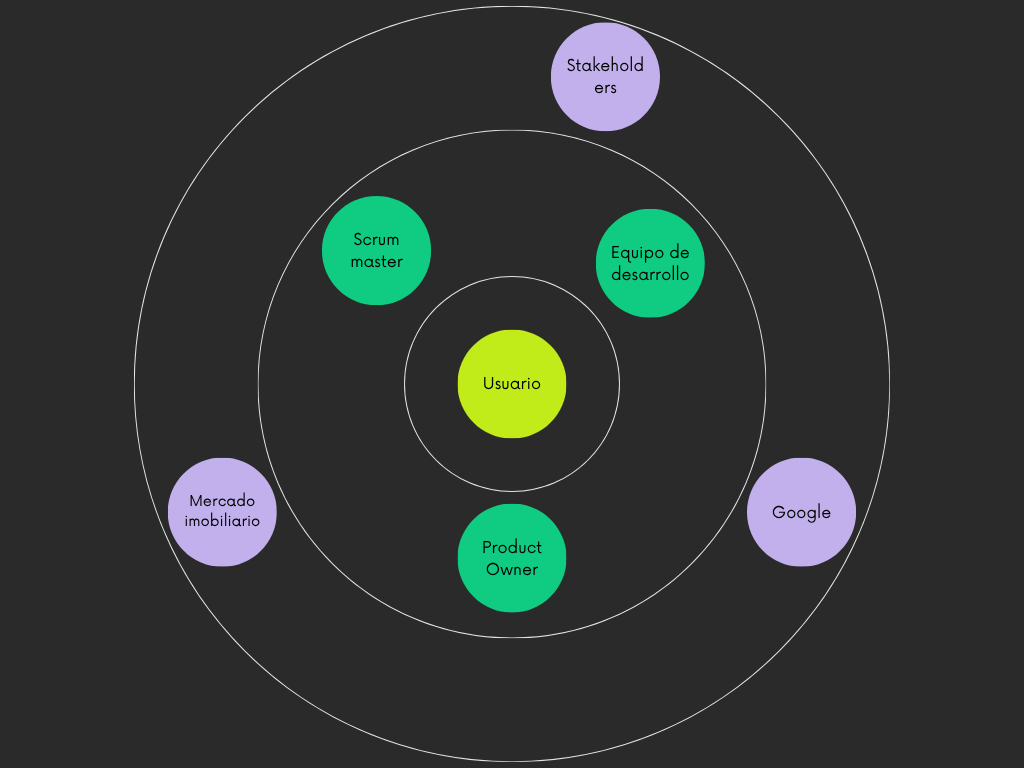 Stakehold
ers
Scrum
master
Equipo de
desarrollo
Usuario
Mercado
imobiliario
Google
Product
Owner